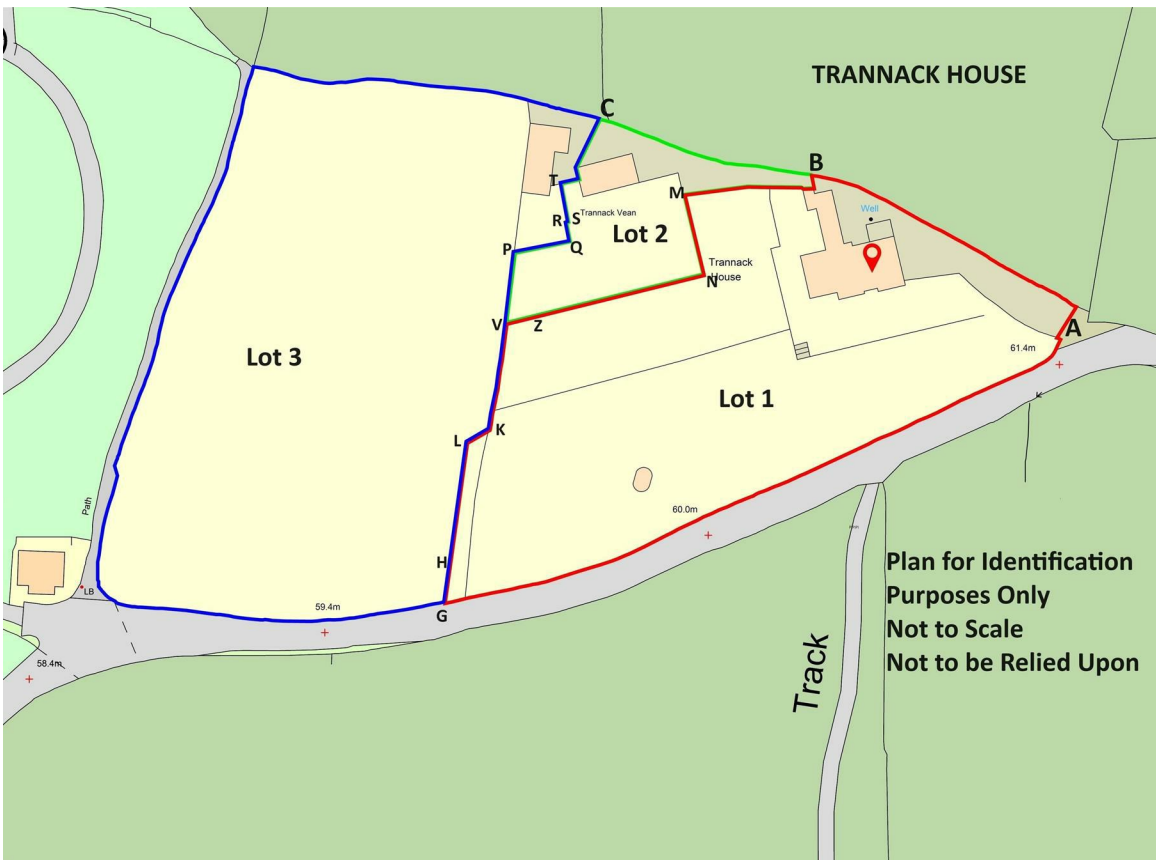 TRANNACK HOUSE
C
B
M
T
Well
R
S
Trannack Vean
Lot 2
Q
P
Trannack
House
N
V
Z
A
61.4m
Lot 3
Lot 1
K
L
60.0m
Path
H
Plan for Identification
Purposes Only
Not to Scale
Not to be Relied Upon
LB
59.4m
G
58.4m
Track